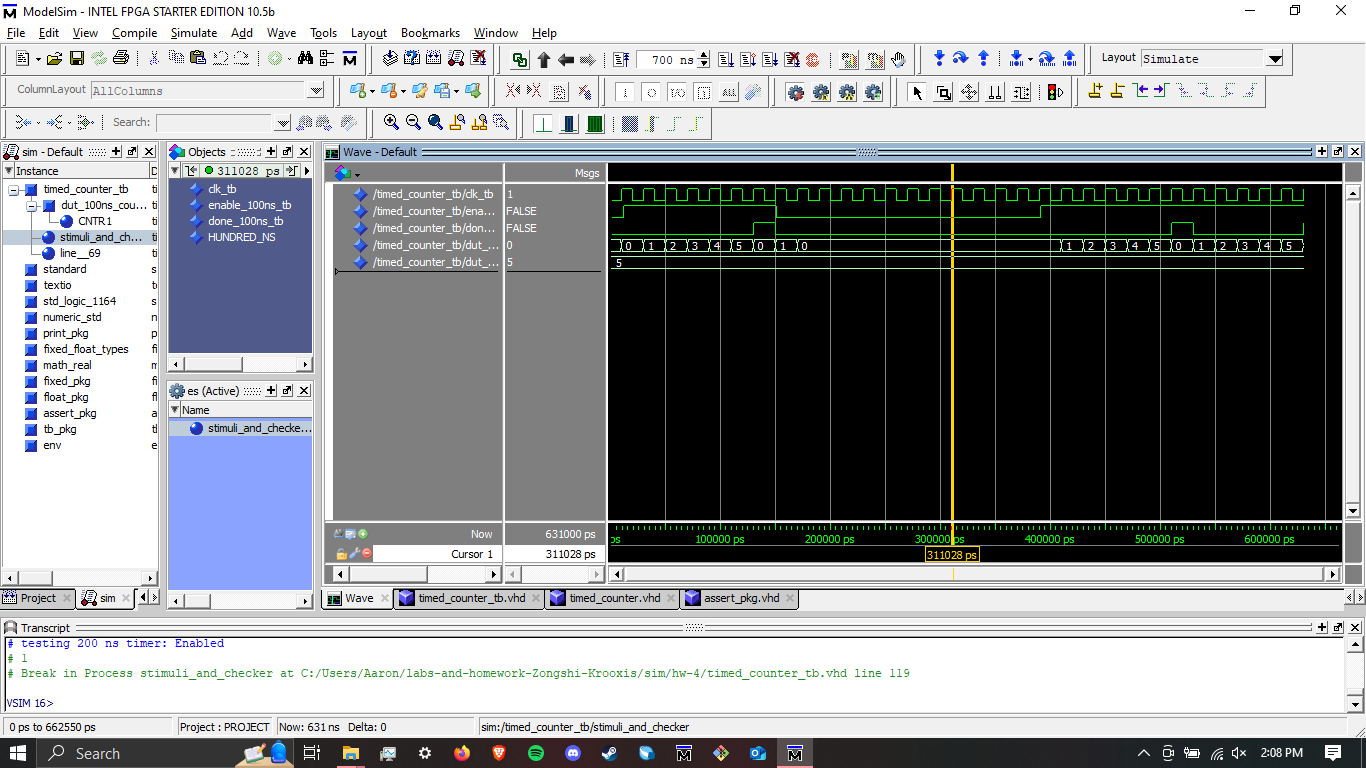 ModelSim - INTEL FPGA STARTER EDITION 10.5b
File Edit View Compile Simulate Add Wave Tools Layout Bookmarks Window Help
700 ns
Layout Simulate
ColumnLayout AllColumns
ALL
Search:
sim - Default
Instance
timed_counter_tb ti
dut_100ns_cou... ti
CNTR1 ti
stimuli_and_ch... ti
line__69 ti
standard s
textio te
std_logic_1164 s
numeric_std n
print_pkg p
fixed_float_types fi
math_real m
fixed_pkg fi
float_pkg fl
assert_pkg a
tb_pkg tl
env e
Project sim
Objects
311028 ps
clk_tb
enable_100ns_tb
done_100ns_tb
HUNDRED_NS
es (Active)
Name
stimuli_and_checke...
Wave - Default
Msgs
/timed_counter_tb/clk_tb 1
/timed_counter_tb/ena... FALSE
/timed_counter_tb/don... FALSE
/timed_counter_tb/dut_... 0 0 1 2 3 4 5 0 1 0 1 2 3 4 5 0 1 2 3 4 5
/timed_counter_tb/dut_... 5 5
Now 631000 ps ps 100000 ps 200000 ps 300000 ps 400000 ps 500000 ps 600000 ps
Cursor 1 311028 ps 311028 ps
Wave timed_counter_tb.vhd timed_counter.vhd assert_pkg.vhd
Transcript
# testing 200 ns timer: Enabled
# 1
# Break in Process stimuli_and_checker at C:/Users/Aaron/labs-and-homework-Zongshi-Krooxis/sim/hw-4/timed_counter_tb.vhd line 119
VSIM 16>
0 ps to 662550 ps Project : PROJECT Now: 631 ns Delta: 0 sim:/timed_counter_tb/stimuli_and_checker
Search 2:08 PM